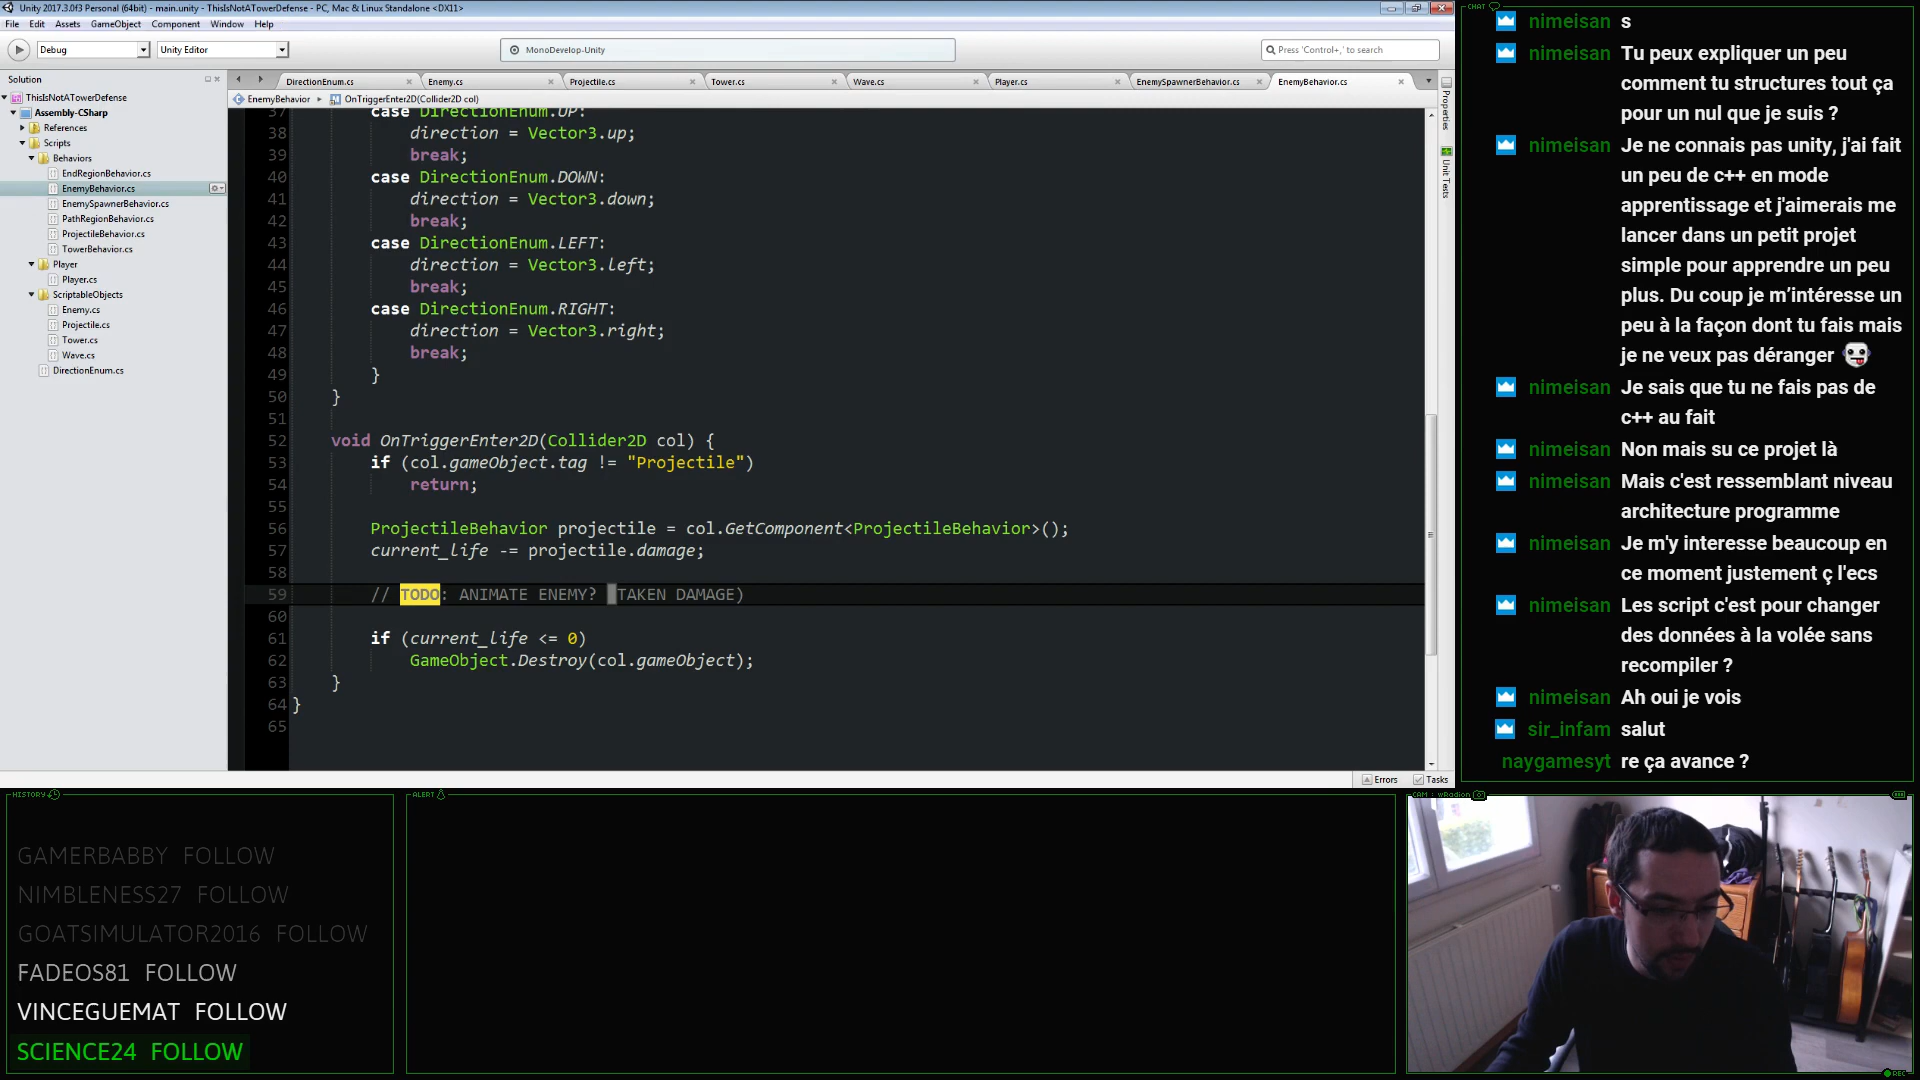 Unity 2017.3.0f3 Personal (64bit) - main.unity - ThisIsNotATowerDefense - PC, Mac & Linux Standalone <DX11>
File Edit Assets GameObject Component Window Help
Debug
Unity Editor
MonoDevelop-Unity
Press 'Control+,' to search
Solution
ThisIsNotATowerDefense
Assembly-CSharp
References
Scripts
Behaviors
EndRegionBehavior.cs
EnemyBehavior.cs
EnemySpawnerBehavior.cs
PathRegionBehavior.cs
ProjectileBehavior.cs
TowerBehavior.cs
Player
Player.cs
ScriptableObjects
Enemy.cs
Projectile.cs
Tower.cs
Wave.cs
DirectionEnum.cs
DirectionEnum.cs Enemy.cs Projectile.cs Tower.cs Wave.cs Player.cs EnemySpawnerBehavior.cs EnemyBehavior.cs
EnemyBehavior OnTriggerEnter2D(Collider2D col)
37 case DirectionEnum.UP:
38 direction = Vector3.up;
39 break;
40 case DirectionEnum.DOWN:
41 direction = Vector3.down;
42 break;
43 case DirectionEnum.LEFT:
44 direction = Vector3.left;
45 break;
46 case DirectionEnum.RIGHT:
47 direction = Vector3.right;
48 break;
49 }
50 }
51
52 void OnTriggerEnter2D(Collider2D col) {
53 if (col.gameObject.tag != "Projectile")
54 return;
55
56 ProjectileBehavior projectile = col.GetComponent<ProjectileBehavior>();
57 current_life -= projectile.damage;
58
59 // TODO: ANIMATE ENEMY? TAKEN DAMAGE)
60
61 if (current_life <= 0)
62 GameObject.Destroy(col.gameObject);
63 }
64 }
65
Properties
Unit Tests
Errors Tasks
CHAT
nimeisan s
nimeisan Tu peux expliquer un peu
comment tu structures tout ça
pour un nul que je suis ?
nimeisan Je ne connais pas unity, j'ai fait
un peu de c++ en mode
apprentissage et j'aimerais me
lancer dans un petit projet
simple pour apprendre un peu
plus. Du coup je m’intéresse un
peu à la façon dont tu fais mais
je ne veux pas déranger
nimeisan Je sais que tu ne fais pas de
c++ au fait
nimeisan Non mais su ce projet là
nimeisan Mais c'est ressemblant niveau
architecture programme
nimeisan Je m'y interesse beaucoup en
ce moment justement ç l'ecs
nimeisan Les script c'est pour changer
des données à la volée sans
recompiler ?
nimeisan Ah oui je vois
sir_infam salut
naygamesyt re ça avance ?
HISTORY
GAMERBABBY FOLLOW
NIMBLENESS27 FOLLOW
GOATSIMULATOR2016 FOLLOW
FADEOS81 FOLLOW
VINCEGUEMAT FOLLOW
SCIENCE24 FOLLOW
ALERT
CAM : wRadion
REC